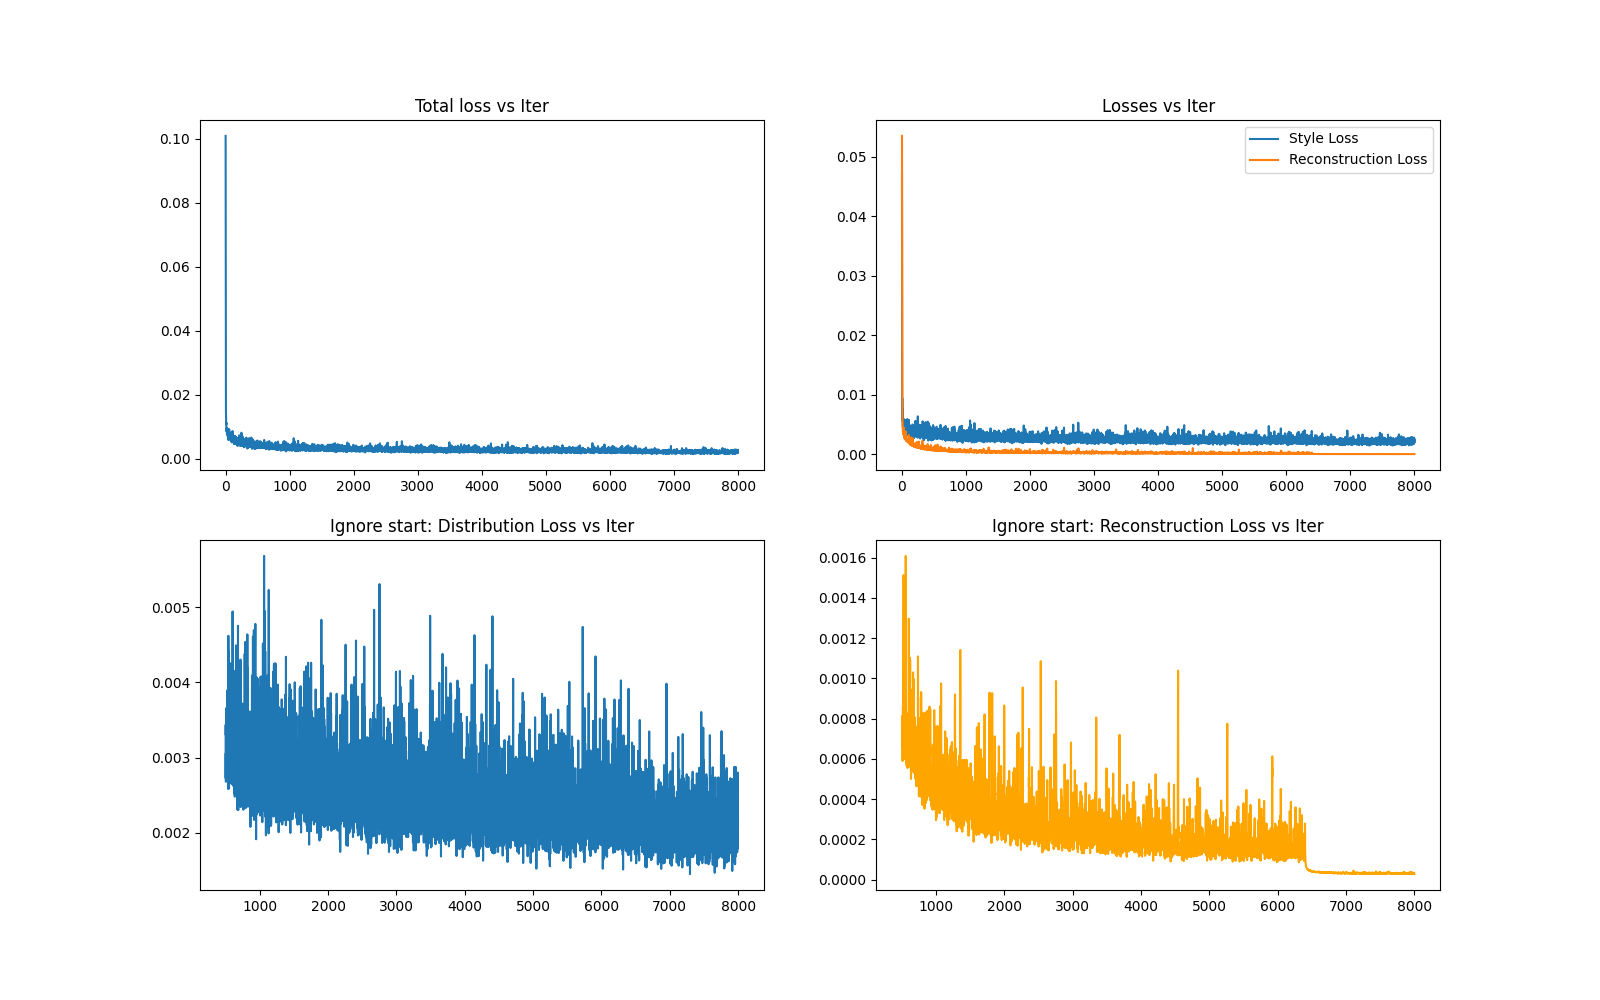 Total loss vs Iter
0.10
0.08
0.06
0.04
0.02
0.00
0 1000 2000 3000 4000 5000 6000 7000 8000
Losses vs Iter
Style Loss
Reconstruction Loss
0.05
0.04
0.03
0.02
0.01
0.00
0 1000 2000 3000 4000 5000 6000 7000 8000
Ignore start: Distribution Loss vs Iter
0.005
0.004
0.003
0.002
1000 2000 3000 4000 5000 6000 7000 8000
Ignore start: Reconstruction Loss vs Iter
0.0016
0.0014
0.0012
0.0010
0.0008
0.0006
0.0004
0.0002
0.0000
1000 2000 3000 4000 5000 6000 7000 8000